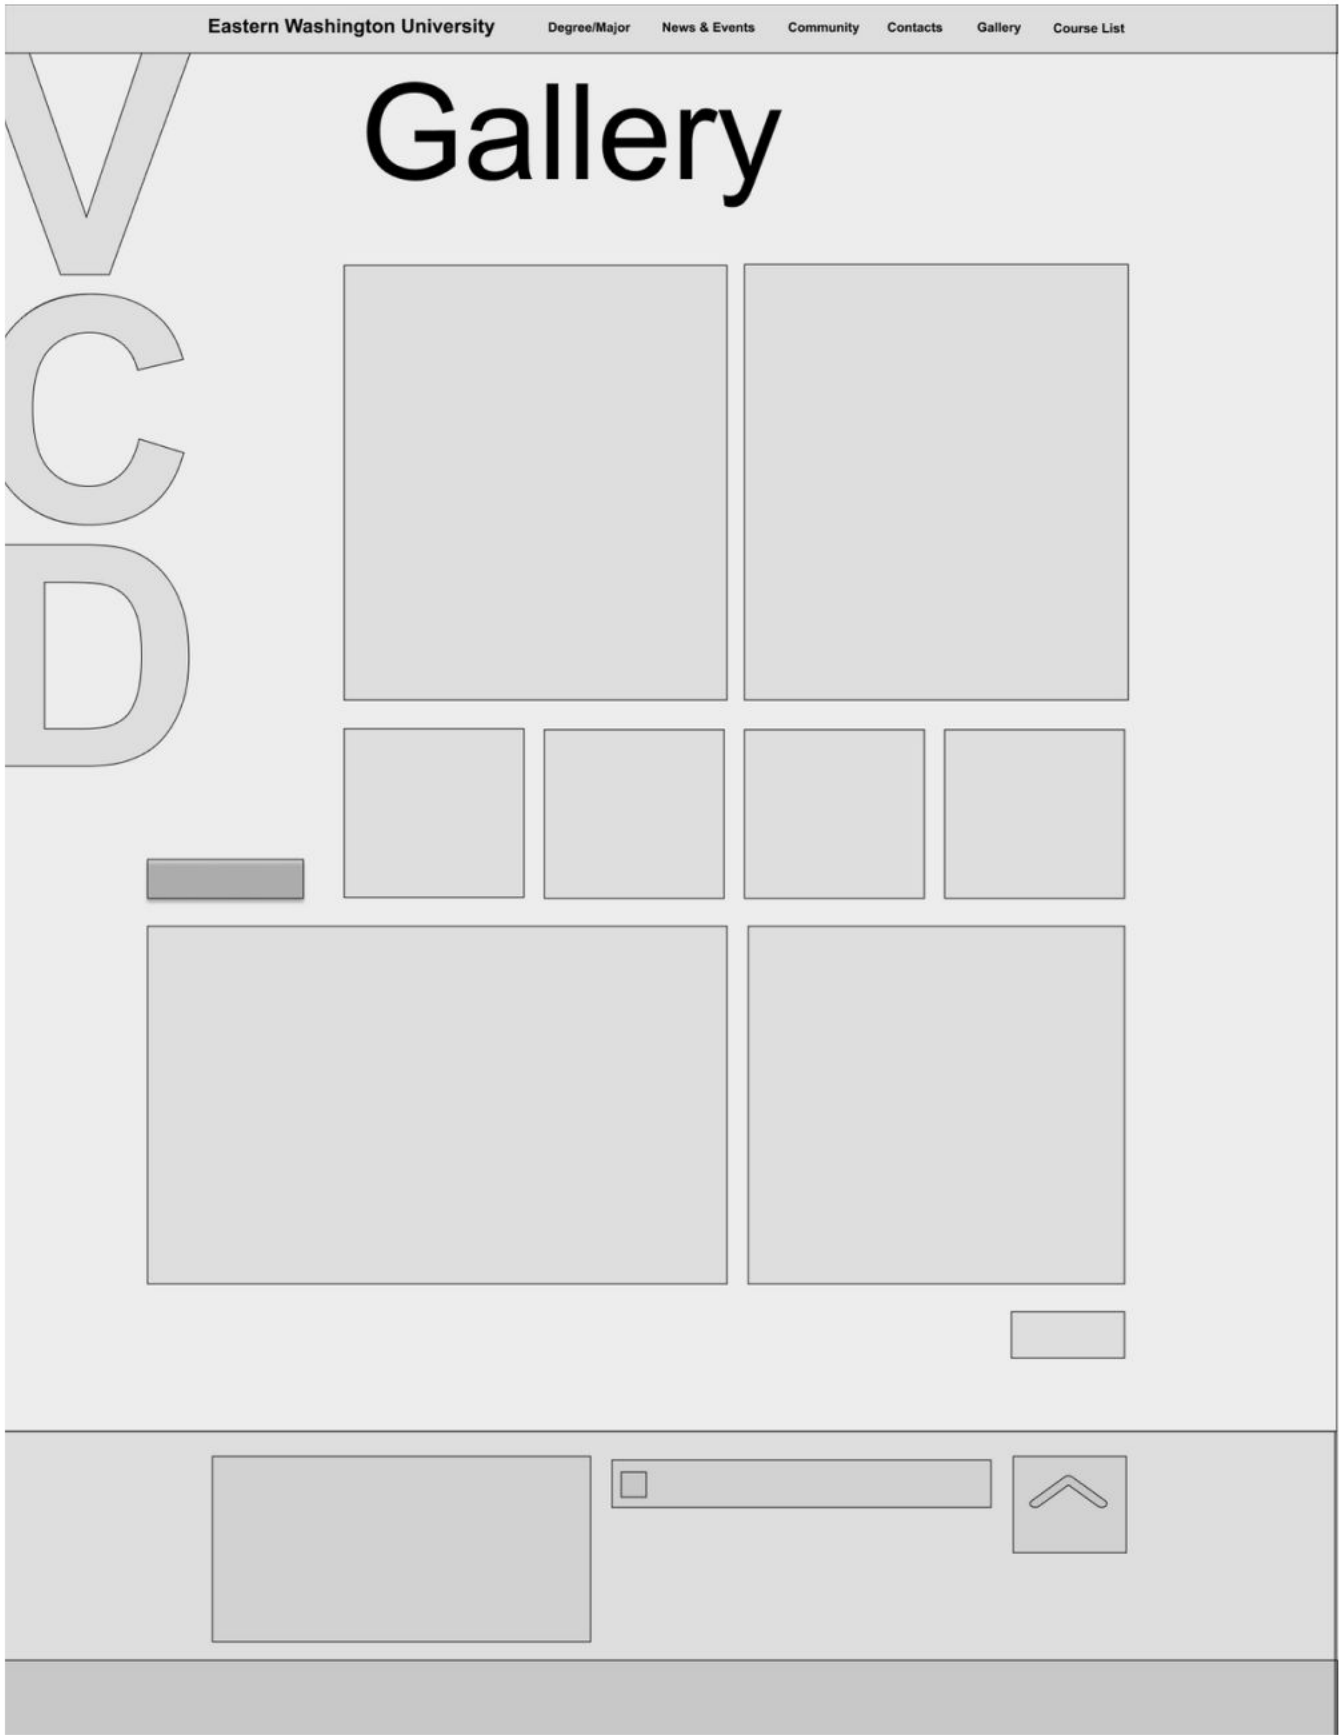 Eastern Washington University Degree/Major News & Events Community Contacts Gallery Course List
Gallery
V
C
D